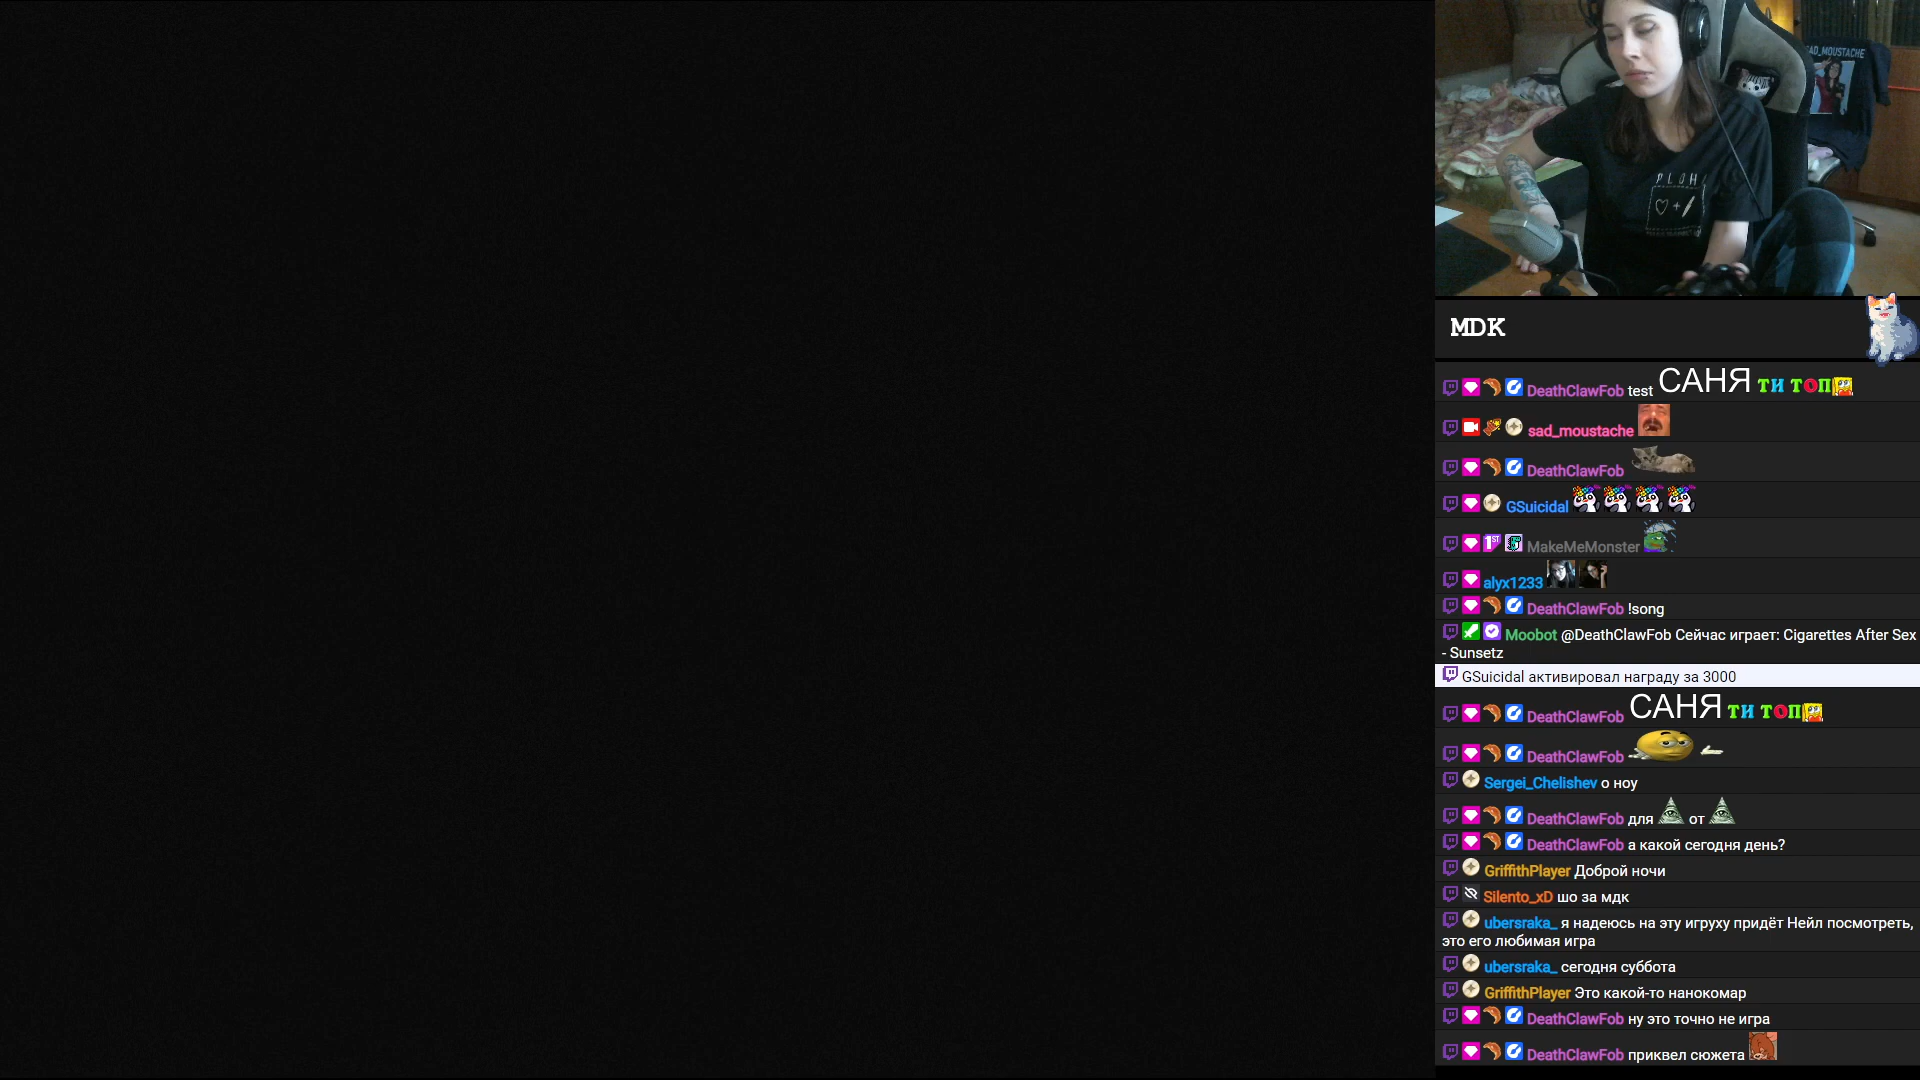 SAD_MOUSTACHE
PLOH
MDK
DeathClawFob test САНЯ ТИ ТОП
sad_moustache
DeathClawFob
GSuicidal
1ST MakeMeMonster
alyx1233
DeathClawFob !song
Moobot @DeathClawFob Сейчас играет: Cigarettes After Sex
- Sunsetz
GSuicidal активировал награду за 3000
DeathClawFob САНЯ ТИ ТОП
DeathClawFob
Sergei_Chelishev о ноу
DeathClawFob для от
DeathClawFob а какой сегодня день?
GriffithPlayer Доброй ночи
Silento_xD шо за мдк
ubersraka_ я надеюсь на эту игруху придёт Нейл посмотреть,
это его любимая игра
ubersraka_ сегодня суббота
GriffithPlayer Это какой-то нанокомар
DeathClawFob ну это точно не игра
DeathClawFob приквел сюжета